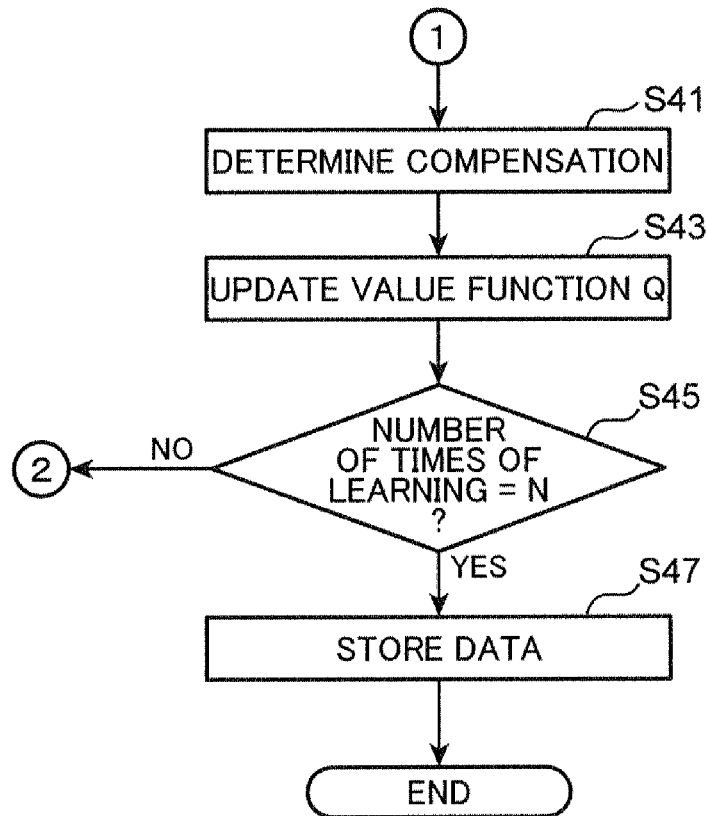 1
S41
DETERMINE COMPENSATION
S43
UPDATE VALUE FUNCTION Q
S45
NUMBER
OF TIMES OF
LEARNING = N
?
NO
2
YES
S47
STORE DATA
END